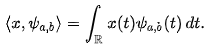 ⟨x, ψ_{a,b}⟩ = ∫_ℝ x(t)ψ_{a,b}(t) dt.